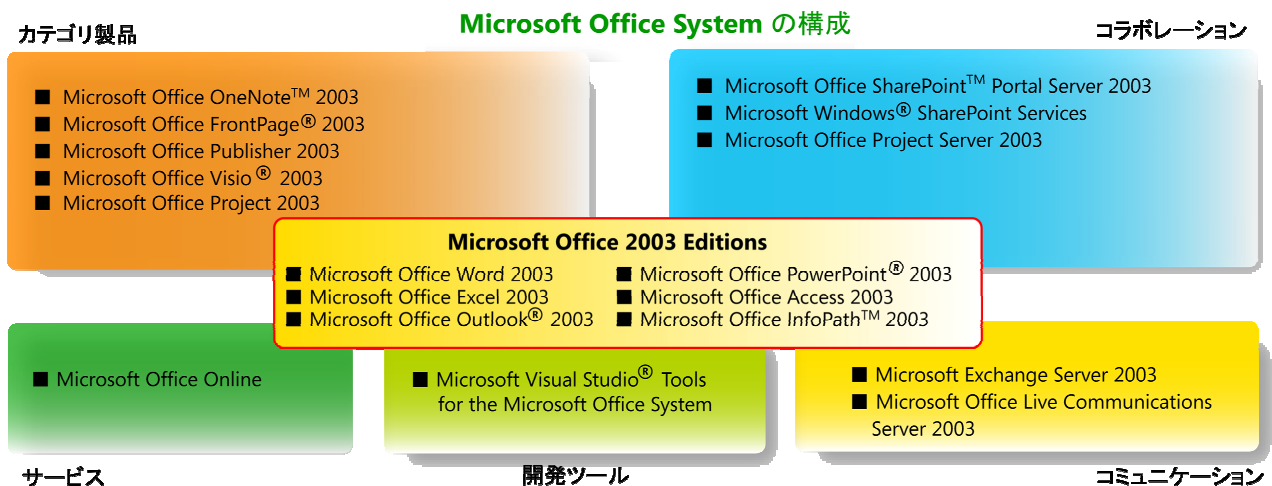 Microsoft Office System の構成
カテゴリ製品
■ Microsoft Office OneNote™ 2003
■ Microsoft Office FrontPage® 2003
■ Microsoft Office Publisher 2003
■ Microsoft Office Visio ® 2003
■ Microsoft Office Project 2003
コラボレーション
■ Microsoft Office SharePoint™ Portal Server 2003
■ Microsoft Windows® SharePoint Services
■ Microsoft Office Project Server 2003
Microsoft Office 2003 Editions
■ Microsoft Office Word 2003
■ Microsoft Office Excel 2003
■ Microsoft Office Outlook® 2003
■ Microsoft Office PowerPoint® 2003
■ Microsoft Office Access 2003
■ Microsoft Office InfoPath™ 2003
■ Microsoft Office Online
サービス
■ Microsoft Visual Studio® Tools
for the Microsoft Office System
開発ツール
■ Microsoft Exchange Server 2003
■ Microsoft Office Live Communications
Server 2003
コミュニケーション